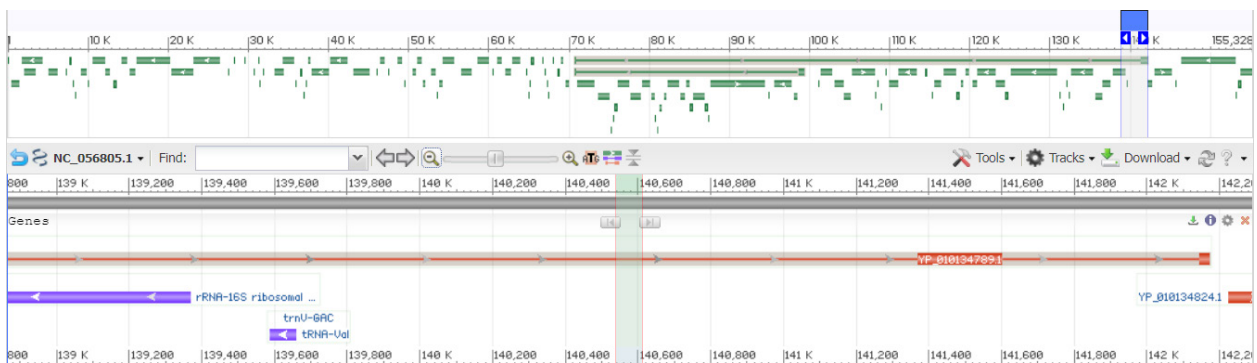 1 10 K 20 K 30 K 40 K 50 K 60 K 70 K 80 K 90 K 100 K 110 K 120 K 130 K 14 K 155,328
NC_056805.1 Find: ATG Tools Tracks Download ?
800 139 K 139,200 139,400 139,600 139,800 140 K 140,200 140,400 140,600 140,800 141 K 141,200 141,400 141,600 141,800 142 K 142,2
Genes
YP_010134789.1
rRNA-16S ribosomal ... YP_010134824.1
trnV-GAC
tRNA-Val
800 139 K 139,200 139,400 139,600 139,800 140 K 140,200 140,400 140,600 140,800 141 K 141,200 141,400 141,600 141,800 142 K 142,2